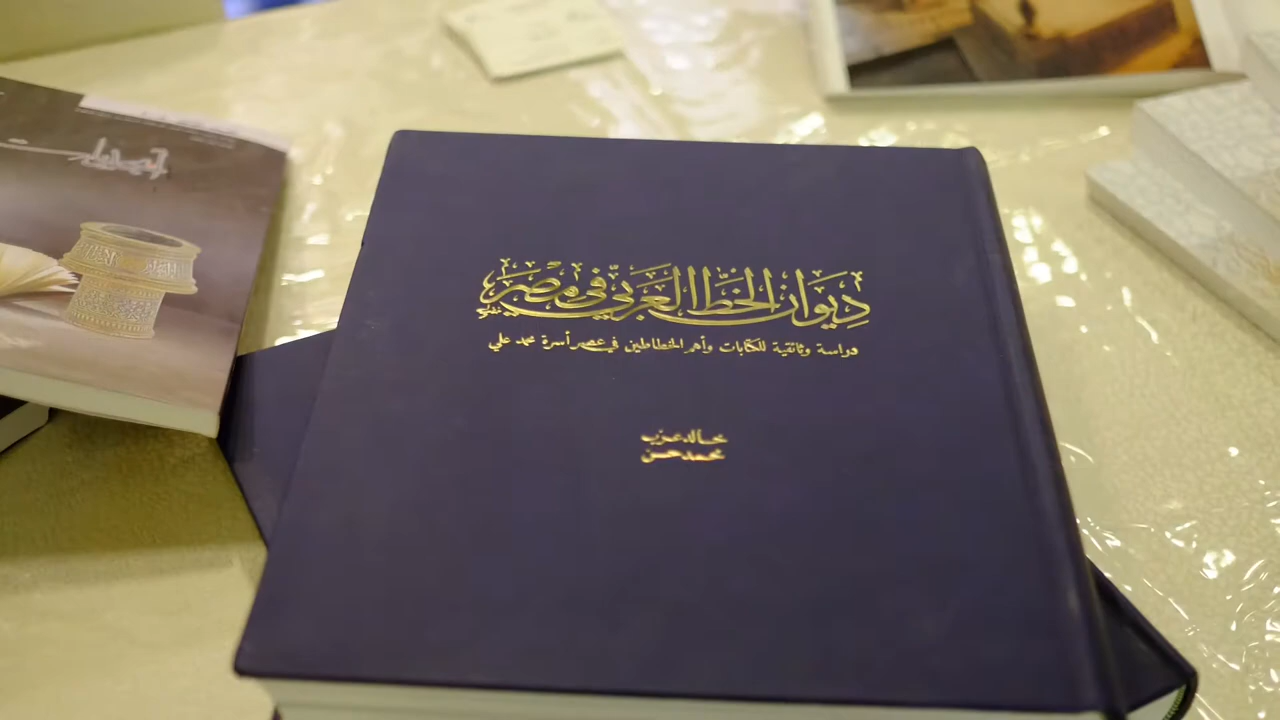 ديوان الخط العربي في مصر
دراسة وثائقية للكتابات وأهم الخطاطين في عصر أسرة محمد علي
خالد عزب
محمد حسن
أبجديات